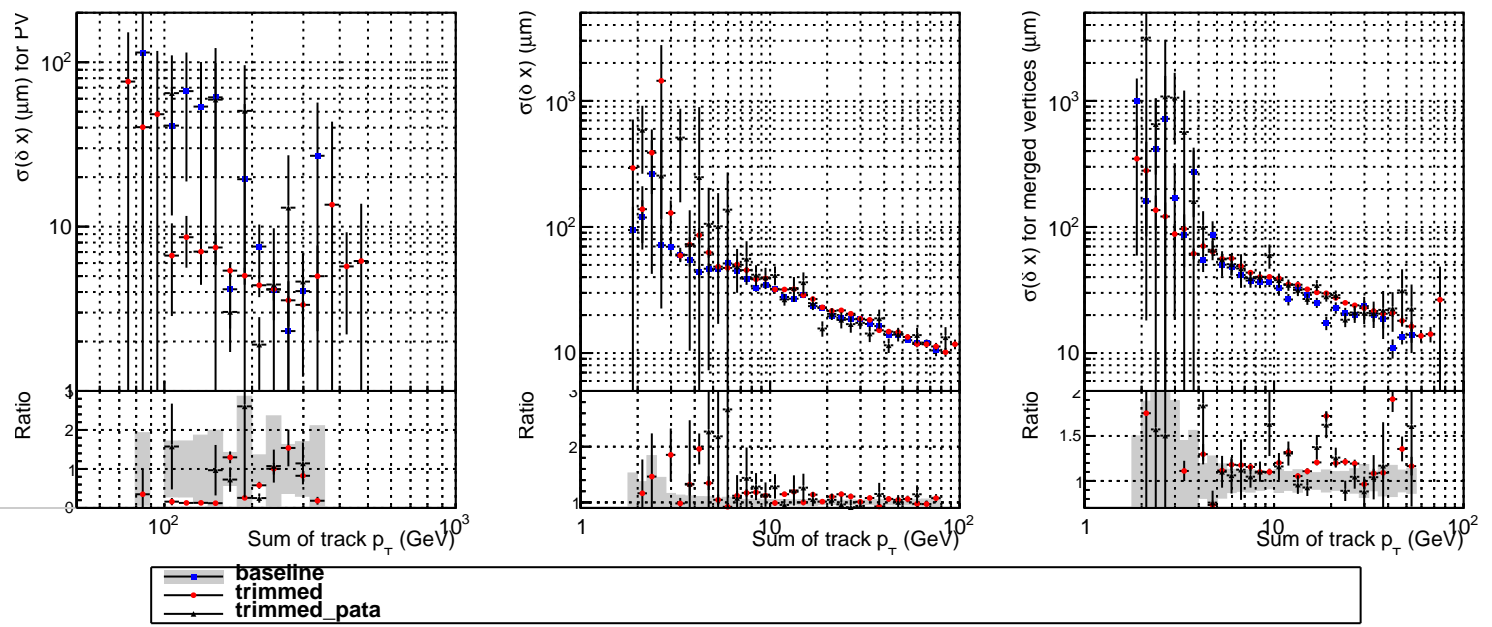 σ(δ x) (μm) for PV
10²
10
1
3
2
1
0
Ratio
10²
10³
Sum of track p_T (GeV)
σ(δ x) (μm)
10³
10²
10
3
2
1
Ratio
1
10
10²
Sum of track p_T (GeV)
σ(δ x) for merged vertices (μm)
10³
10²
10
2
1.5
1
Ratio
1
10
10²
Sum of track p_T (GeV)
baseline
trimmed
trimmed_pata